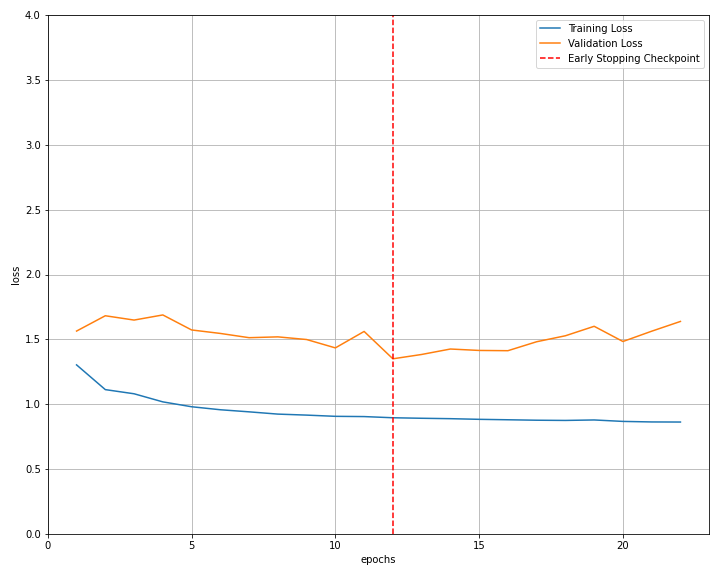 4.0
3.5
3.0
2.5
2.0
1.5
1.0
0.5
0.0
loss
0 5 10 15 20
epochs
Training Loss
Validation Loss
Early Stopping Checkpoint